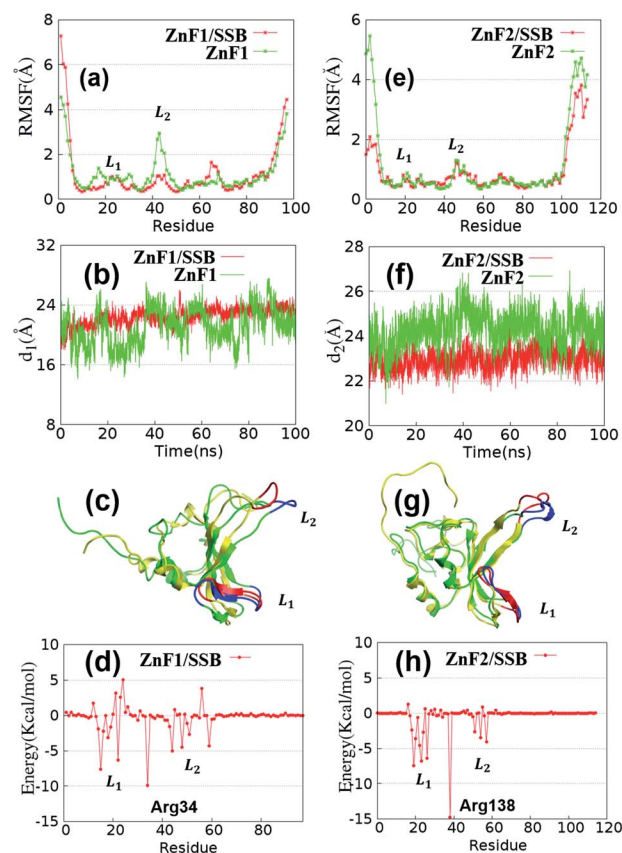 ZnF1/SSB
ZnF1
(a)
L1
L2
RMSF(Å)
8
6
4
2
0
0 20 40 60 80 100
Residue
ZnF2/SSB
ZnF2
(e)
L1
L2
RMSF(Å)
6
4
2
0
0 20 40 60 80 100 120
Residue
(b)
ZnF1/SSB
ZnF1
d1(Å)
32
28
24
20
16
12
0 20 40 60 80 100
Time(ns)
(f)
ZnF2/SSB
ZnF2
d2(Å)
28
26
24
22
20
0 20 40 60 80 100
Time(ns)
(c)
L2
L1
(g)
L2
L1
(d)
ZnF1/SSB
L1
L2
Arg34
Energy(Kcal/mol)
10
5
0
-5
-10
-15
0 20 40 60 80
Residue
(h)
ZnF2/SSB
L1
L2
Arg138
Energy(Kcal/mol)
10
5
0
-5
-10
-15
0 20 40 60 80 100 120
Residue